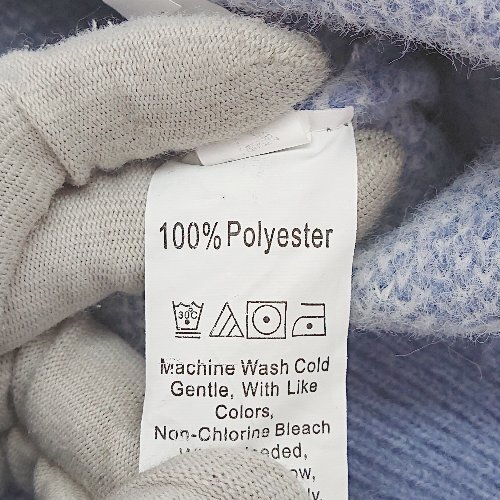 100% Polyester
30°C
Machine Wash Cold
Gentle, With Like
Colors,
Non-Chlorine Bleach